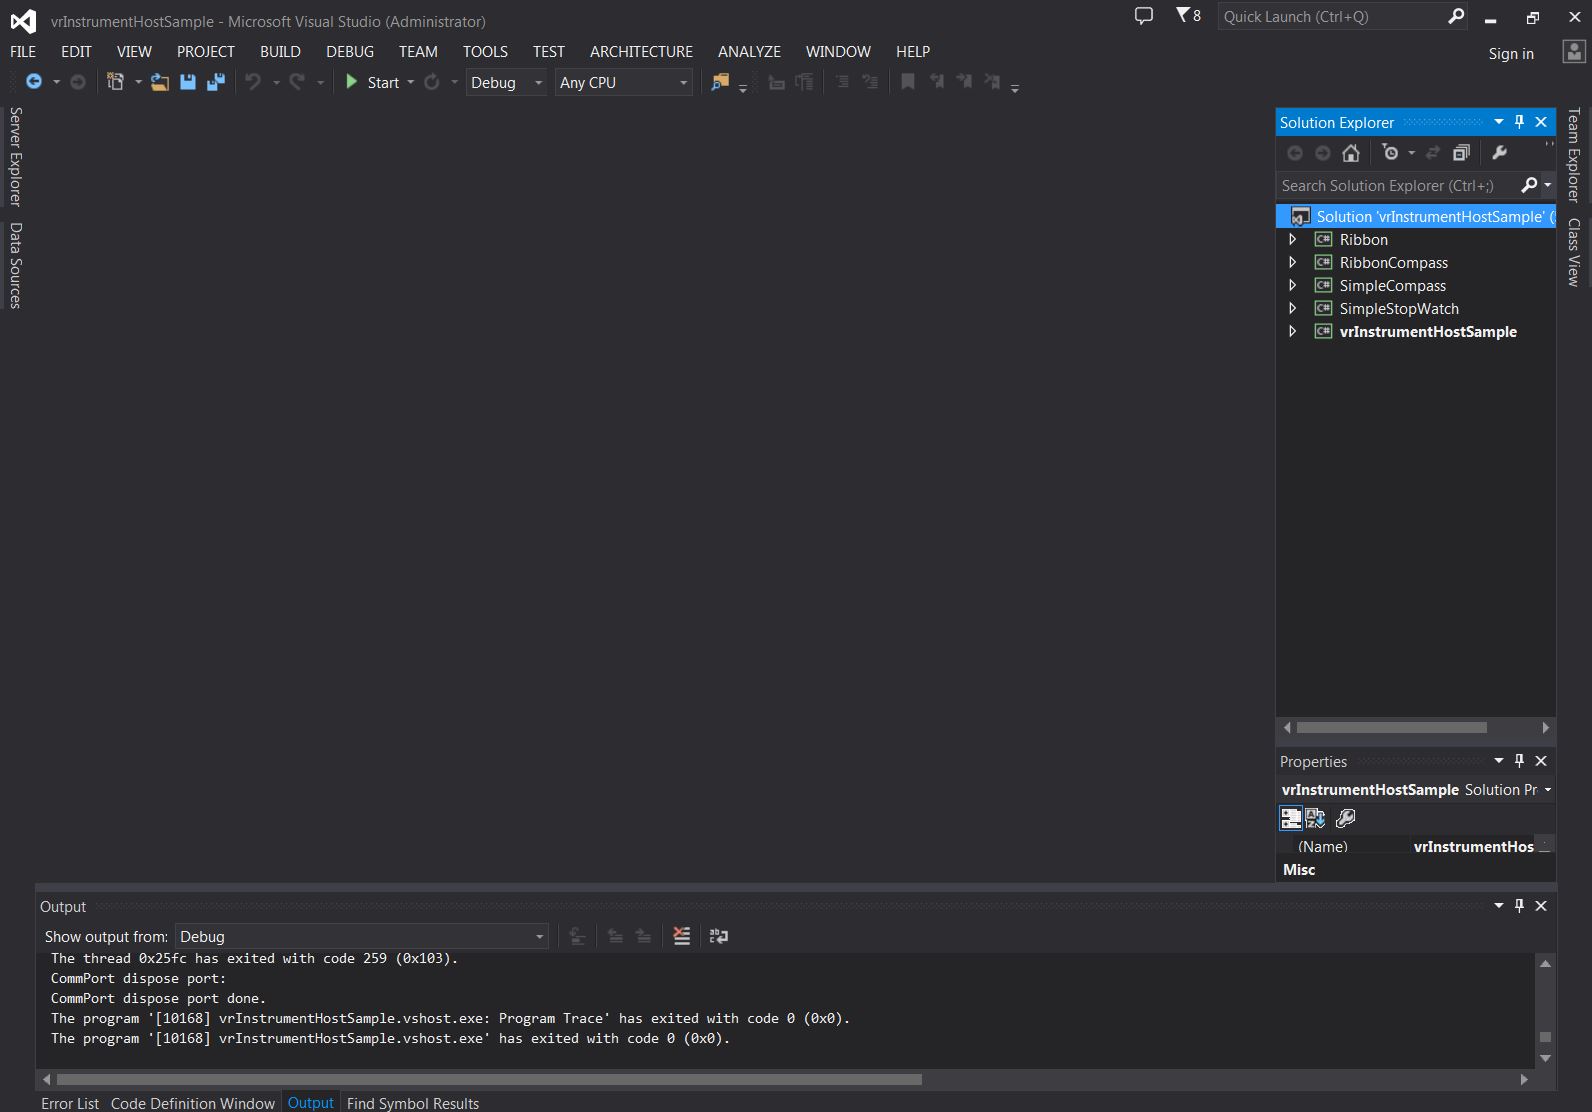 vrInstrumentHostSample - Microsoft Visual Studio (Administrator)
8
Quick Launch (Ctrl+Q)
FILE EDIT VIEW PROJECT BUILD DEBUG TEAM TOOLS TEST ARCHITECTURE ANALYZE WINDOW HELP
Sign in
Start Debug Any CPU
Server Explorer
Data Sources
Solution Explorer
Search Solution Explorer (Ctrl+;)
Solution 'vrInstrumentHostSample' (
C# Ribbon
C# RibbonCompass
C# SimpleCompass
C# SimpleStopWatch
C# vrInstrumentHostSample
Team Explorer
Class View
Properties
vrInstrumentHostSample Solution Pr
(Name) vrInstrumentHos
Misc
Output
Show output from: Debug
The thread 0x25fc has exited with code 259 (0x103).
CommPort dispose port:
CommPort dispose port done.
The program '[10168] vrInstrumentHostSample.vshost.exe: Program Trace' has exited with code 0 (0x0).
The program '[10168] vrInstrumentHostSample.vshost.exe' has exited with code 0 (0x0).
Error List Code Definition Window Output Find Symbol Results